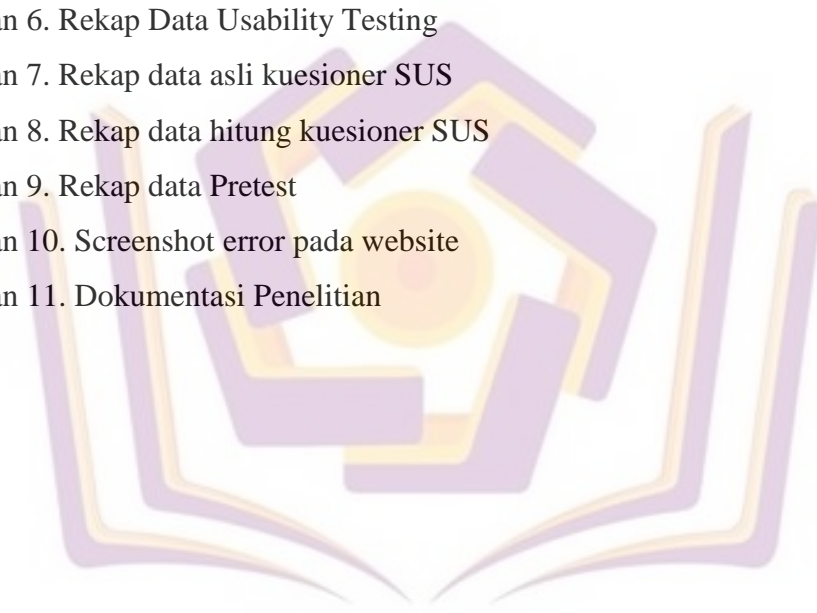 an 6. Rekap Data Usability Testing
an 7. Rekap data asli kuesioner SUS
an 8. Rekap data hitung kuesioner SUS
an 9. Rekap data Pretest
an 10. Screenshot error pada website
an 11. Dokumentasi Penelitian